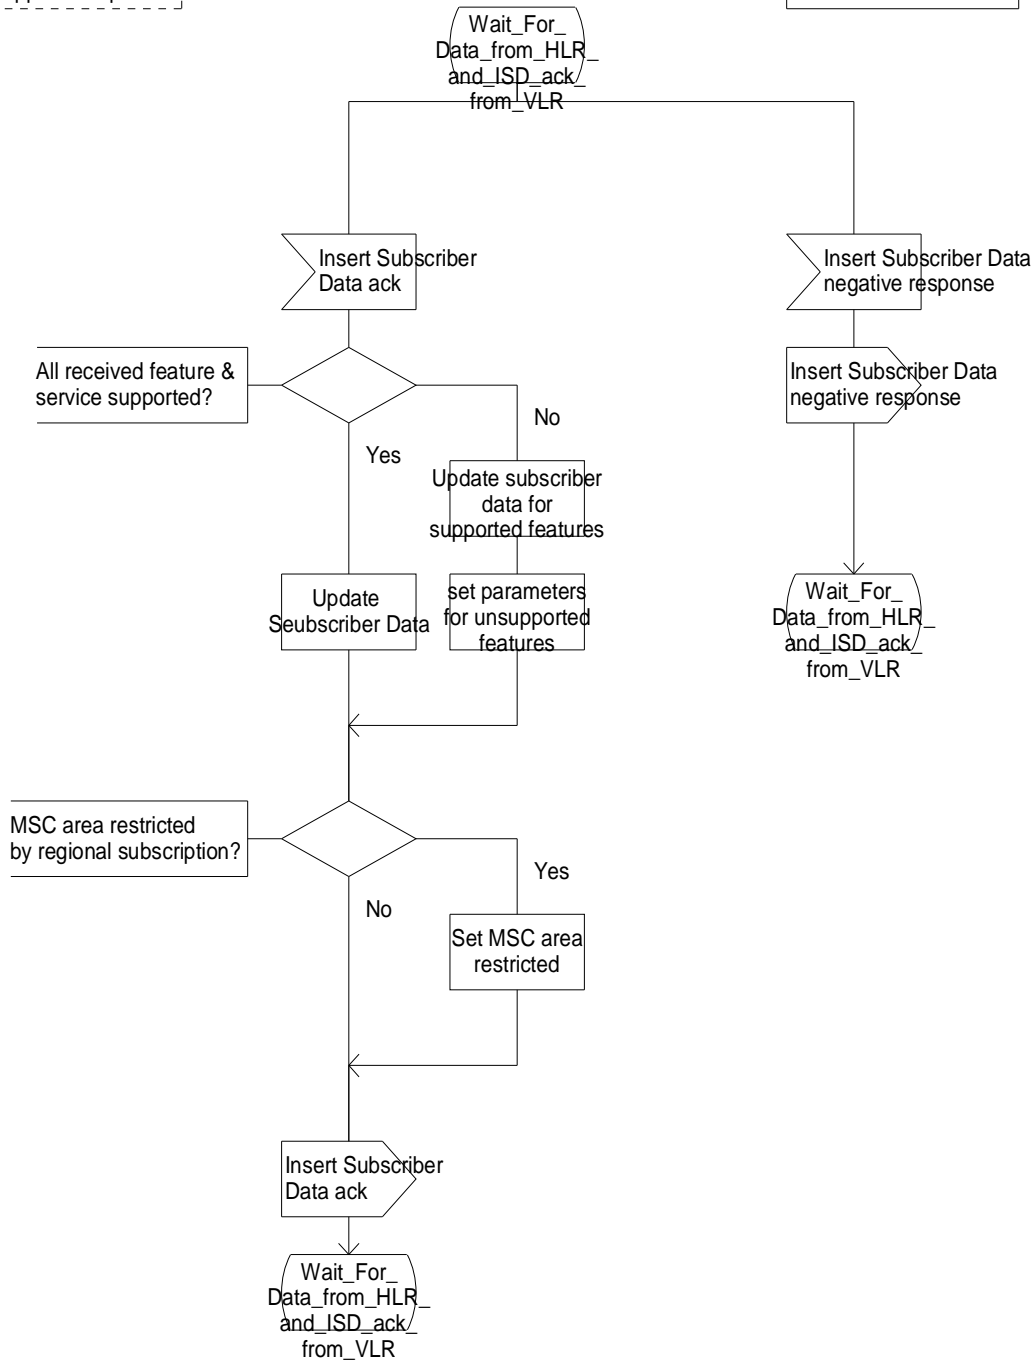 Wait_For_
Data_from_HLR_
and_ISD_ack_
from_VLR
Insert Subscriber
Data ack
Insert Subscriber Data
negative response
All received feature &
service supported?
Insert Subscriber Data
negative response
No
Yes
Update subscriber
data for
supported features
Update
Seubscriber Data
set parameters
for unsupported
features
Wait_For_
Data_from_HLR_
and_ISD_ack_
from_VLR
MSC area restricted
by regional subscription?
Yes
No
Set MSC area
restricted
Insert Subscriber
Data ack
Wait_For_
Data_from_HLR_
and_ISD_ack_
from_VLR